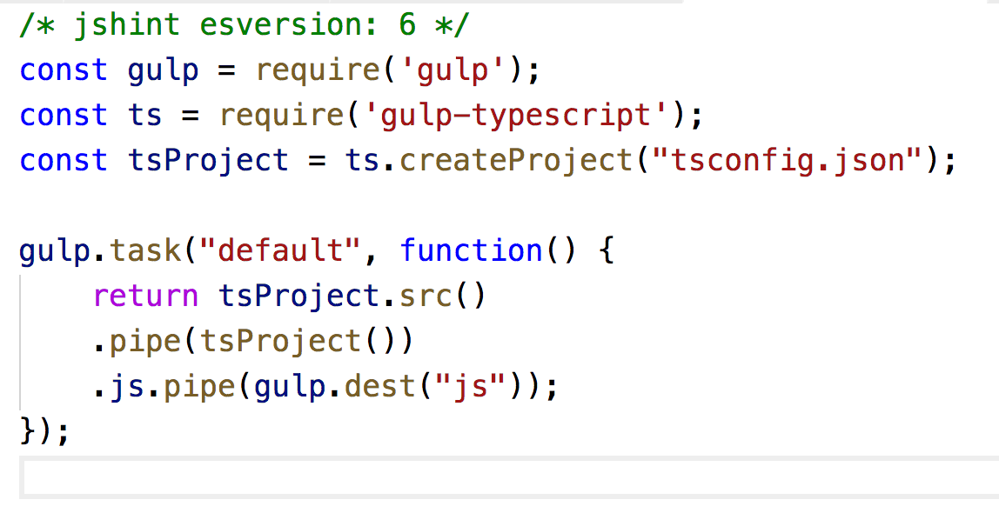 /* jshint esversion: 6 */
const gulp = require('gulp');
const ts = require('gulp-typescript');
const tsProject = ts.createProject("tsconfig.json");
gulp.task("default", function() {
    return tsProject.src()
    .pipe(tsProject())
    .js.pipe(gulp.dest("js"));
});